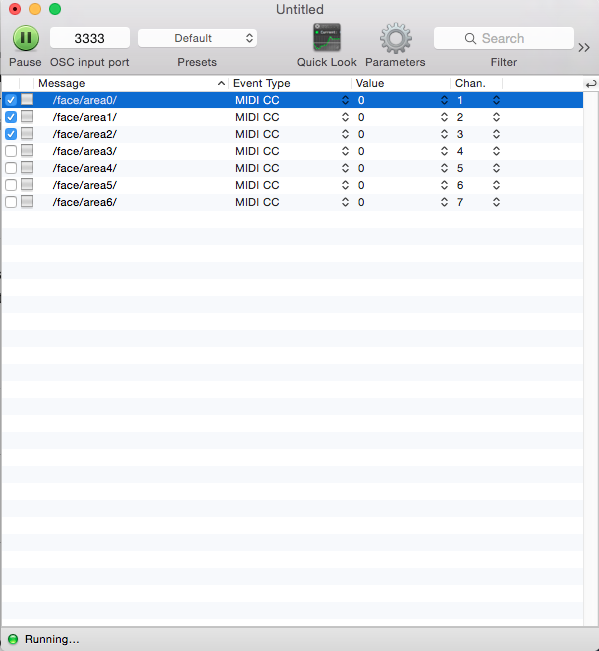 Untitled
3333 Default Search
Pause OSC input port Presets Quick Look Parameters Filter
Message Event Type Value Chan.
/face/area0/ MIDI CC 0 1
/face/area1/ MIDI CC 0 2
/face/area2/ MIDI CC 0 3
/face/area3/ MIDI CC 0 4
/face/area4/ MIDI CC 0 5
/face/area5/ MIDI CC 0 6
/face/area6/ MIDI CC 0 7
Running...